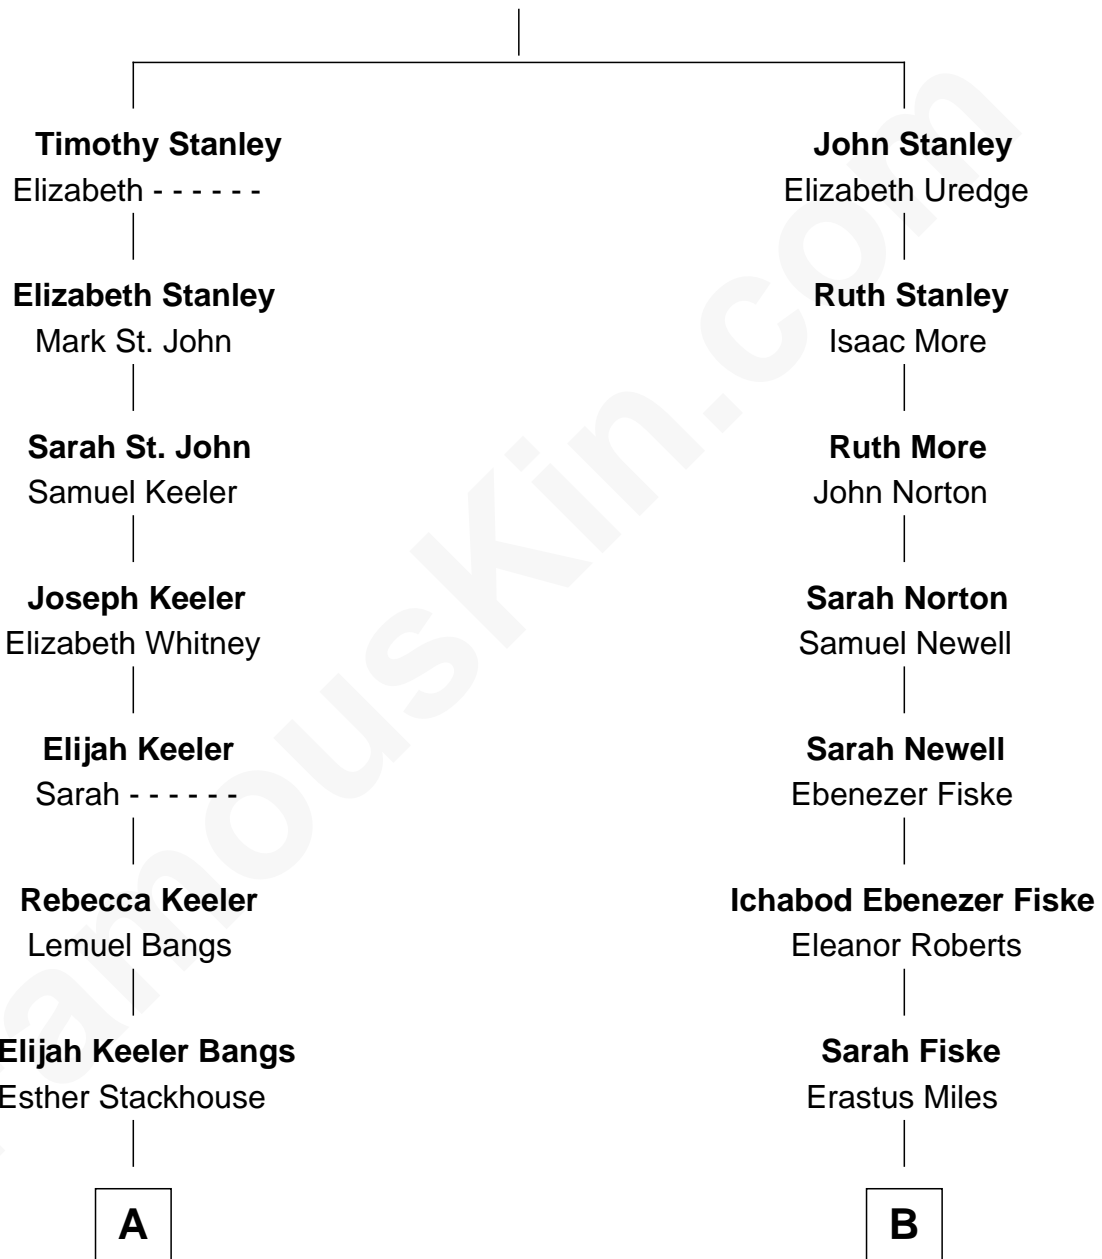 Timothy Stanley
Elizabeth - - - - - -
John Stanley
Elizabeth Uredge
Elizabeth Stanley
Mark St. John
Ruth Stanley
Isaac More
Sarah St. John
Samuel Keeler
Ruth More
John Norton
Joseph Keeler
Elizabeth Whitney
Sarah Norton
Samuel Newell
Elijah Keeler
Sarah - - - - - -
Sarah Newell
Ebenezer Fiske
Rebecca Keeler
Lemuel Bangs
Ichabod Ebenezer Fiske
Eleanor Roberts
Elijah Keeler Bangs
Esther Stackhouse
Sarah Fiske
Erastus Miles
A
B
FamousKin.com